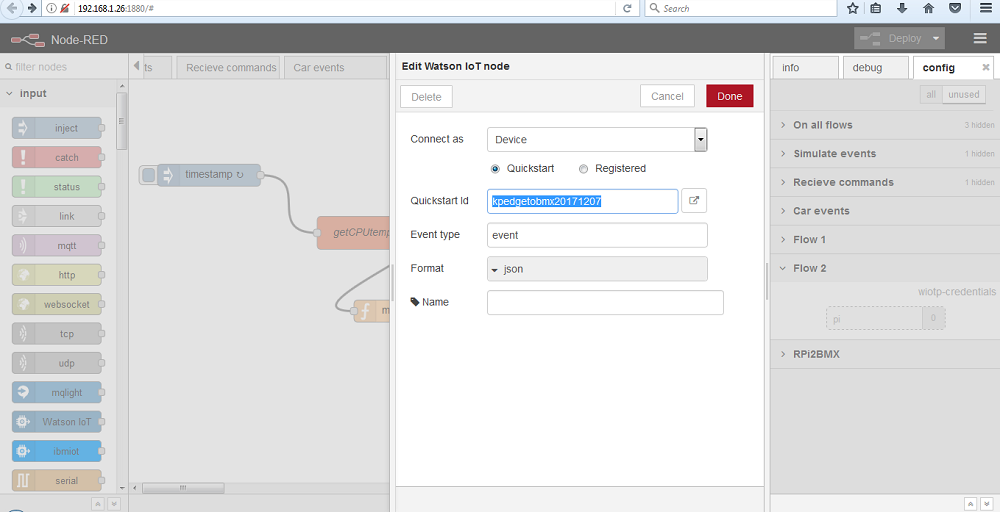 192.168.1.26:1880/#
Search
Node-RED
Deploy
filter nodes
input
inject
catch
status
link
mqtt
http
websocket
tcp
udp
mqlight
Watson IoT
ibmiot
serial
ts
Recieve commands
Car events
timestamp
getCPUtemp
f
m
Edit Watson IoT node
Delete
Cancel
Done
Connect as
Device
Quickstart
Registered
Quickstart Id
kpedgetobmx20171207
Event type
event
Format
json
Name
info
debug
config
all
unused
On all flows
3 hidden
Simulate events
1 hidden
Recieve commands
1 hidden
Car events
Flow 1
Flow 2
wiotp-credentials
pi
0
RPi2BMX